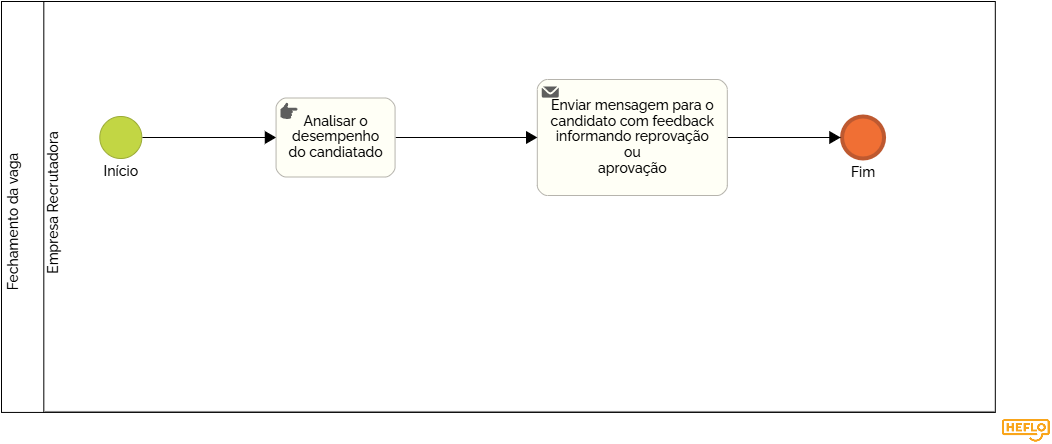 Fechamento da vaga
Empresa Recrutadora
Início
Analisar o
desempenho
do candiatado
Enviar mensagem para o
candidato com feedback
informando reprovação
ou
aprovação
Fim
HEFLO